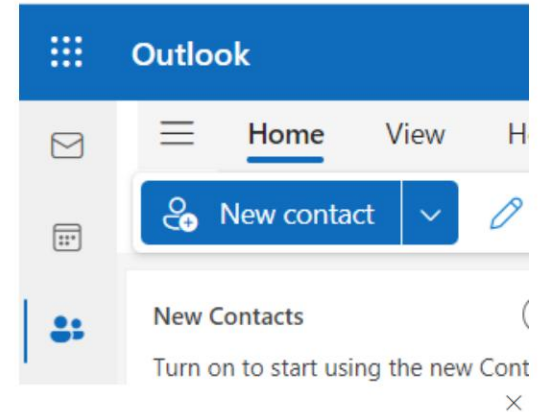 Outlook
Home View H
New contact
New Contacts
Turn on to start using the new Cont